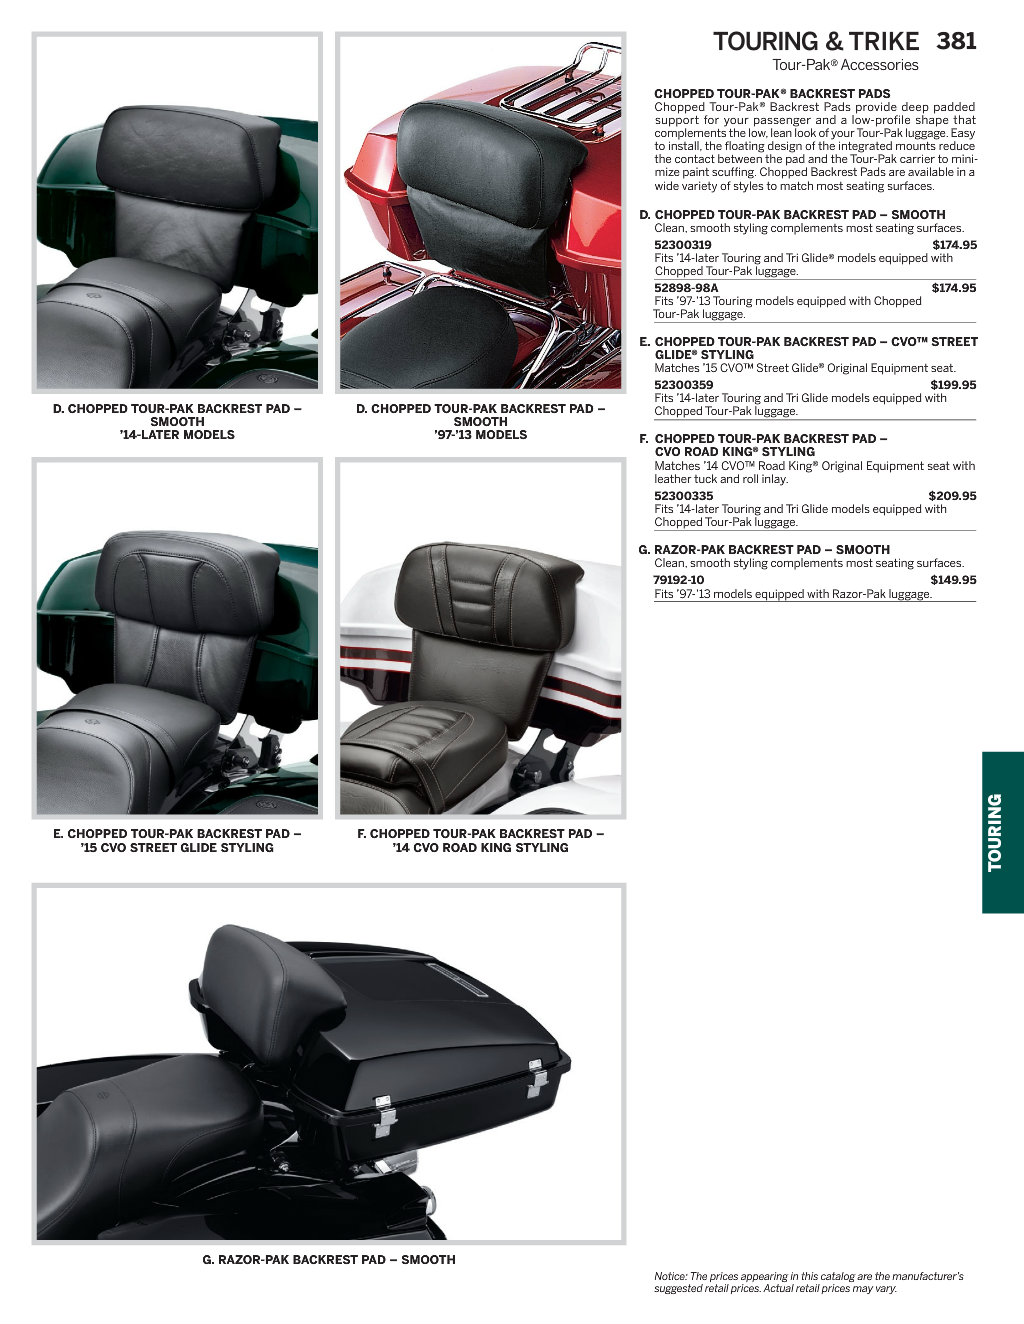 TOURING & TRIKE 381
Tour-Pak® Accessories
CHOPPED TOUR-PAK® BACKREST PADS
Chopped Tour-Pak® Backrest Pads provide deep padded
support for your passenger and a low-profile shape that
complements the low, lean look of your Tour-Pak luggage. Easy
to install, the floating design of the integrated mounts reduce
the contact between the pad and the Tour-Pak carrier to mini-
mize paint scuffing. Chopped Backrest Pads are available in a
wide variety of styles to match most seating surfaces.
D. CHOPPED TOUR-PAK BACKREST PAD – SMOOTH
Clean, smooth styling complements most seating surfaces.
52300319 $174.95
Fits ’14-later Touring and Tri Glide® models equipped with
Chopped Tour-Pak luggage.
52898-98A $174.95
Fits ’97-’13 Touring models equipped with Chopped
Tour-Pak luggage.
E. CHOPPED TOUR-PAK BACKREST PAD – CVO™ STREET
GLIDE® STYLING
Matches ’15 CVO™ Street Glide® Original Equipment seat.
52300359 $199.95
Fits ’14-later Touring and Tri Glide models equipped with
Chopped Tour-Pak luggage.
F. CHOPPED TOUR-PAK BACKREST PAD –
CVO ROAD KING® STYLING
Matches ’14 CVO™ Road King® Original Equipment seat with
leather tuck and roll inlay.
52300335 $209.95
Fits ’14-later Touring and Tri Glide models equipped with
Chopped Tour-Pak luggage.
G. RAZOR-PAK BACKREST PAD – SMOOTH
Clean, smooth styling complements most seating surfaces.
79192-10 $149.95
Fits ’97-’13 models equipped with Razor-Pak luggage.
D. CHOPPED TOUR-PAK BACKREST PAD –
SMOOTH
’14-LATER MODELS
D. CHOPPED TOUR-PAK BACKREST PAD –
SMOOTH
’97-’13 MODELS
E. CHOPPED TOUR-PAK BACKREST PAD –
’15 CVO STREET GLIDE STYLING
F. CHOPPED TOUR-PAK BACKREST PAD –
’14 CVO ROAD KING STYLING
G. RAZOR-PAK BACKREST PAD – SMOOTH
TOURING
Notice: The prices appearing in this catalog are the manufacturer’s
suggested retail prices. Actual retail prices may vary.